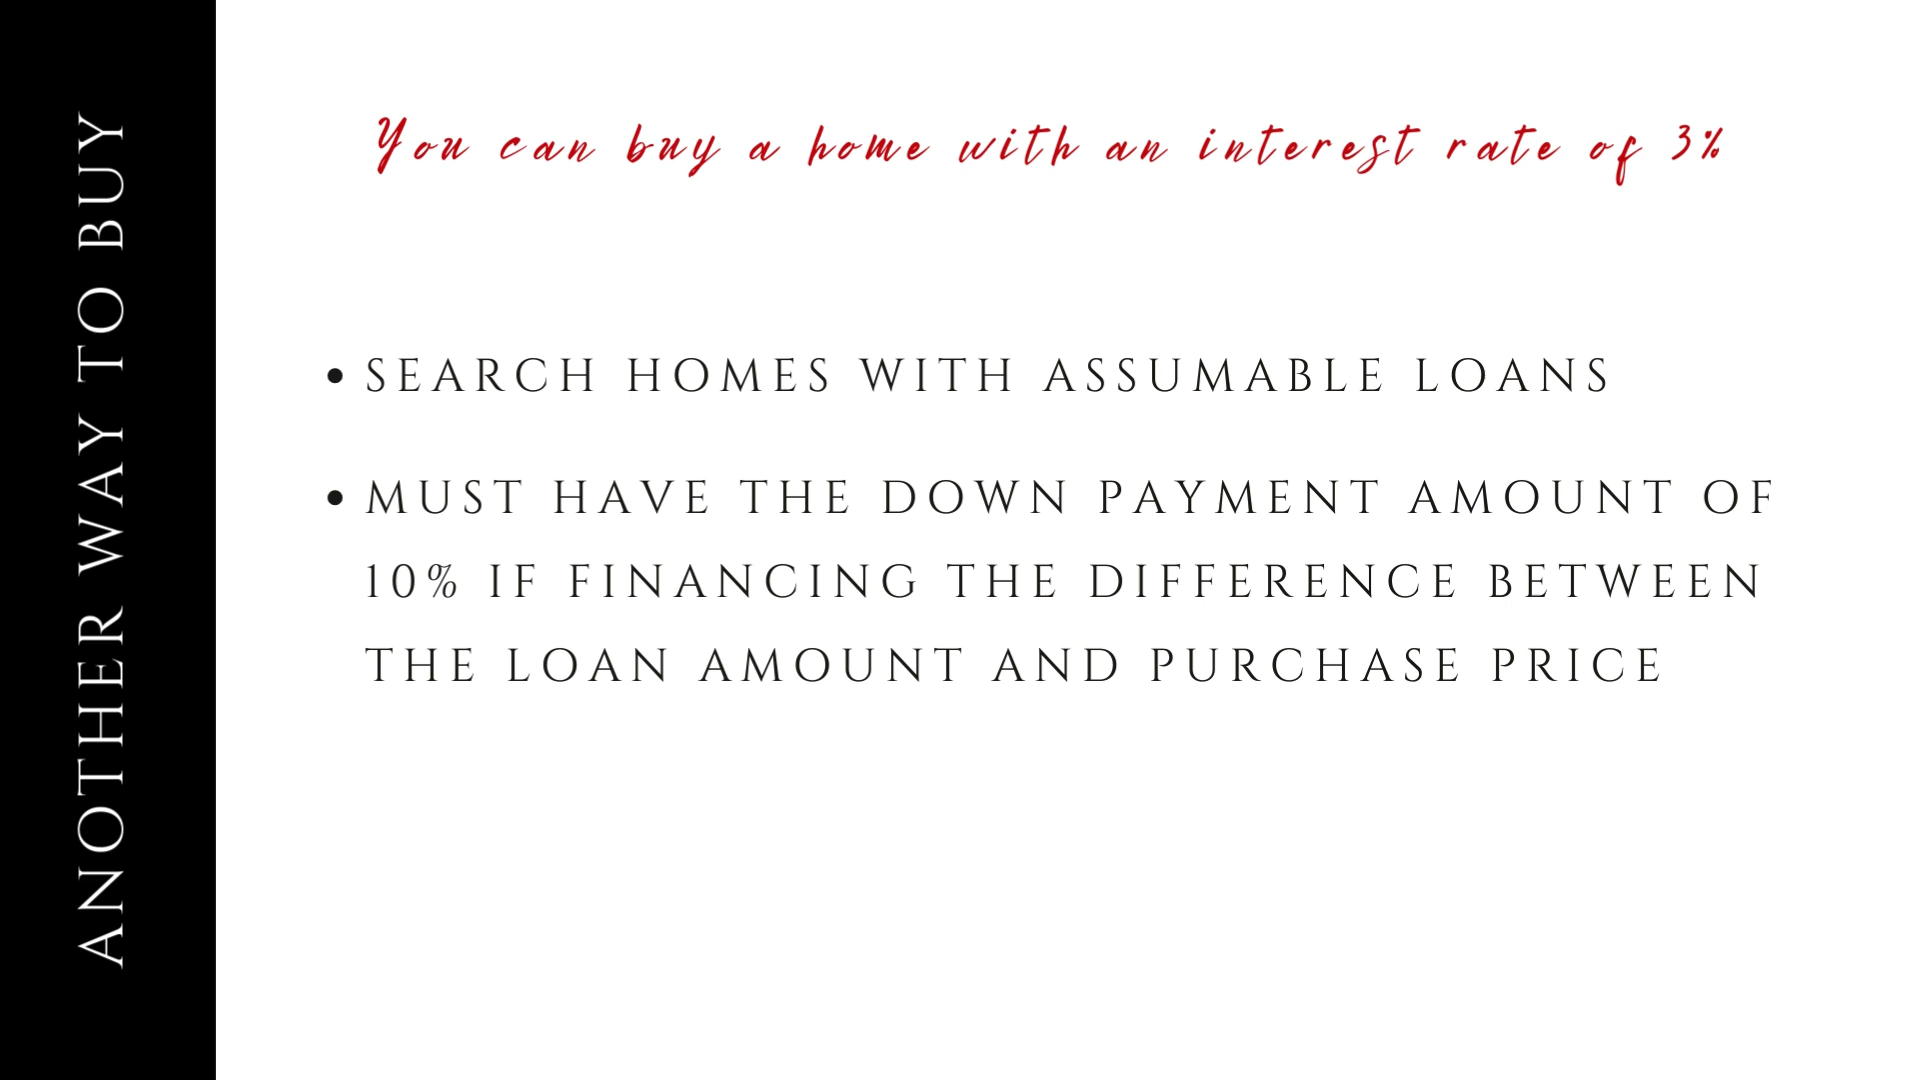 ANOTHER WAY TO BUY
You can buy a home with an interest rate of 3%
• SEARCH HOMES WITH ASSUMABLE LOANS
• MUST HAVE THE DOWN PAYMENT AMOUNT OF
10% IF FINANCING THE DIFFERENCE BETWEEN
THE LOAN AMOUNT AND PURCHASE PRICE